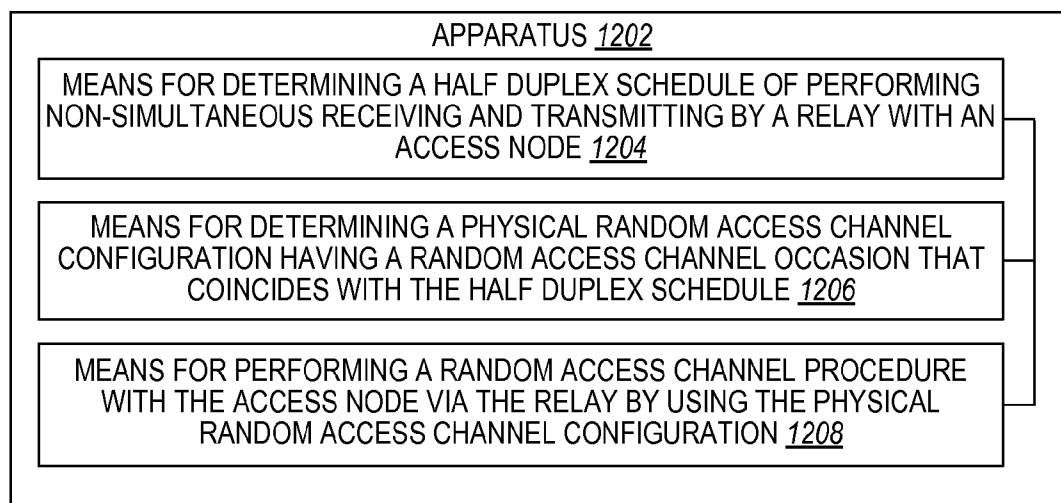 APPARATUS 1202
MEANS FOR DETERMINING A HALF DUPLEX SCHEDULE OF PERFORMING
NON-SIMULTANEOUS RECEIVING AND TRANSMITTING BY A RELAY WITH AN
ACCESS NODE 1204
MEANS FOR DETERMINING A PHYSICAL RANDOM ACCESS CHANNEL
CONFIGURATION HAVING A RANDOM ACCESS CHANNEL OCCASION THAT
COINCIDES WITH THE HALF DUPLEX SCHEDULE 1206
MEANS FOR PERFORMING A RANDOM ACCESS CHANNEL PROCEDURE
WITH THE ACCESS NODE VIA THE RELAY BY USING THE PHYSICAL
RANDOM ACCESS CHANNEL CONFIGURATION 1208